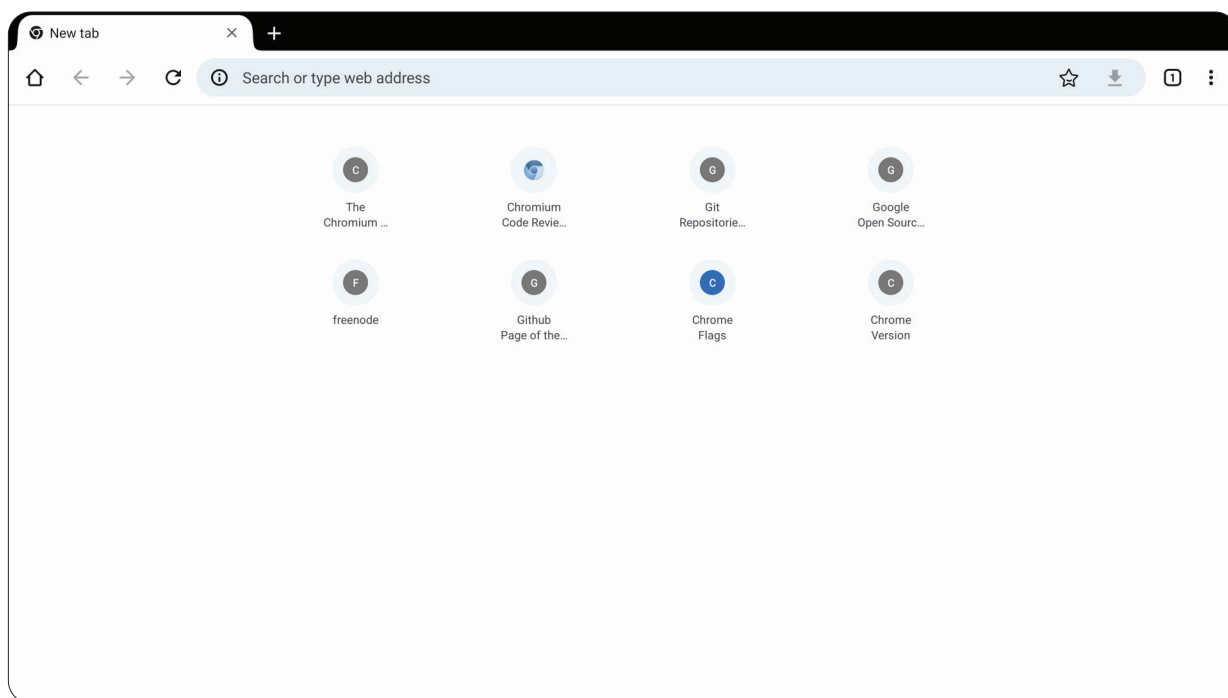 New tab
1
Search or type web address
C
G
G
The
Chromium ...
Chromium
Code Revie...
Git
Repositorie...
Google
Open Sourc...
F
G
C
C
freenode
Github
Page of the...
Chrome
Flags
Chrome
Version